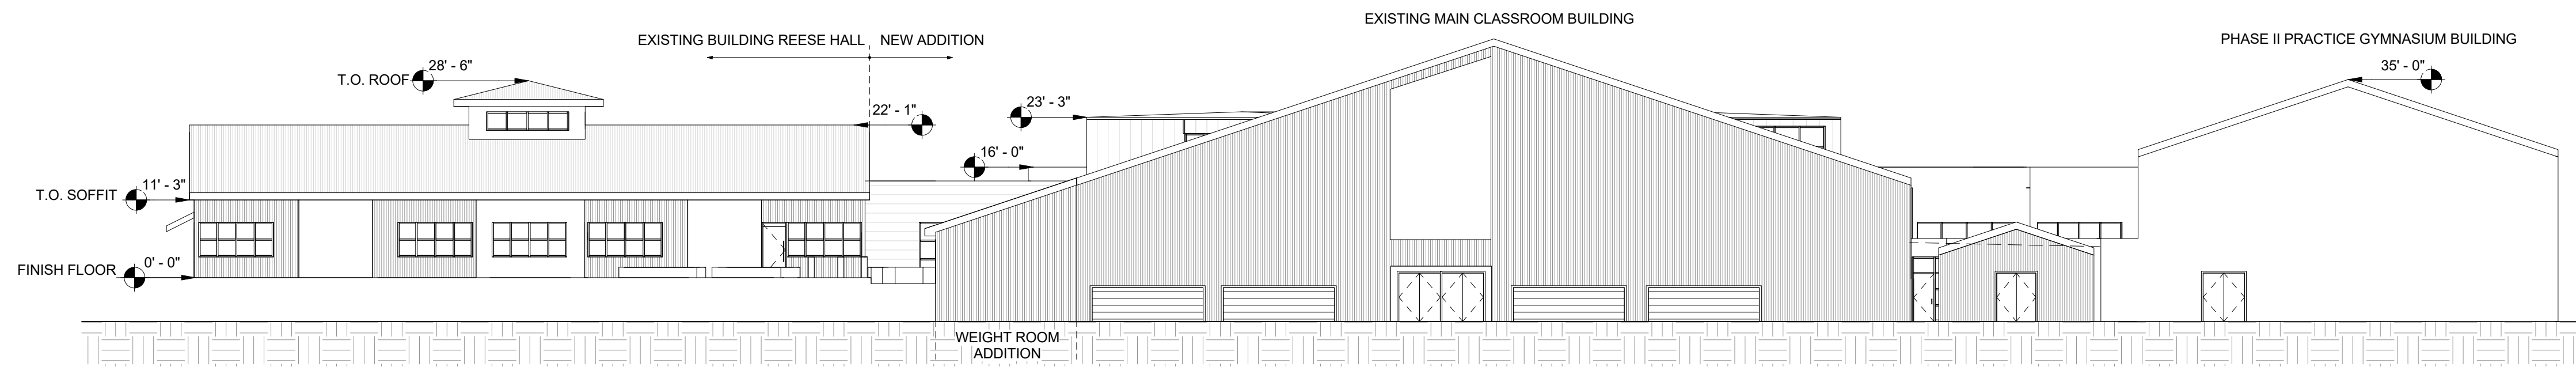 EXISTING MAIN CLASSROOM BUILDING
EXISTING BUILDING REESE HALL
NEW ADDITION
PHASE II PRACTICE GYMNASIUM BUILDING
T.O. ROOF
28' - 6"
35' - 0"
22' - 1"
23' - 3"
16' - 0"
T.O. SOFFIT
11' - 3"
FINISH FLOOR
0' - 0"
WEIGHT ROOM
ADDITION